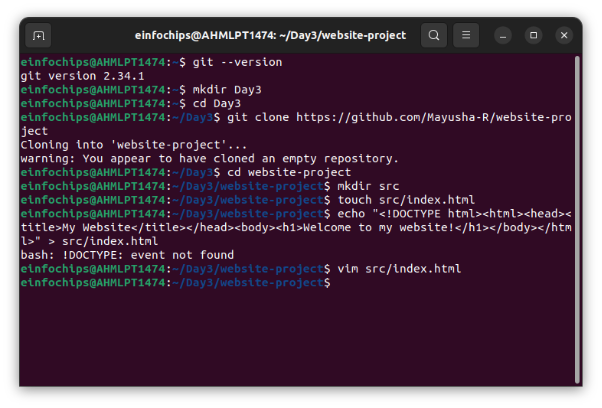 einfochips@AHMLPT1474: ~/Day3/website-project
einfochips@AHMLPT1474:~$ git --version
git version 2.34.1
einfochips@AHMLPT1474:~$ mkdir Day3
einfochips@AHMLPT1474:~$ cd Day3
einfochips@AHMLPT1474:~/Day3$ git clone https://github.com/Mayusha-R/website-pro
ject
Cloning into 'website-project'...
warning: You appear to have cloned an empty repository.
einfochips@AHMLPT1474:~/Day3$ cd website-project
einfochips@AHMLPT1474:~/Day3/website-project$ mkdir src
einfochips@AHMLPT1474:~/Day3/website-project$ touch src/index.html
einfochips@AHMLPT1474:~/Day3/website-project$ echo "<!DOCTYPE html><html><head><
title>My Website</title></head><body><h1>Welcome to my website!</h1></body></htm
l>" > src/index.html
bash: !DOCTYPE: event not found
einfochips@AHMLPT1474:~/Day3/website-project$ vim src/index.html
einfochips@AHMLPT1474:~/Day3/website-project$